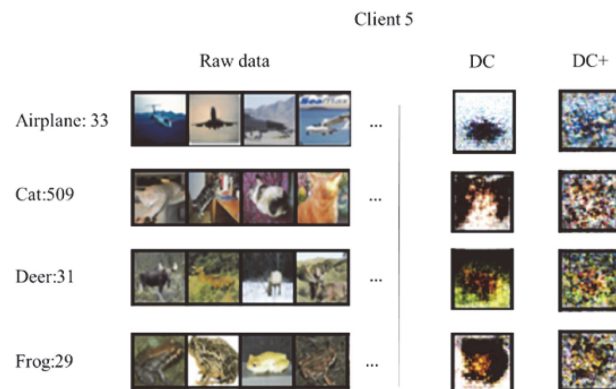 Client 5
Raw data DC DC+
Airplane: 33 ...
Cat:509 ...
Deer:31 ...
Frog:29 ...